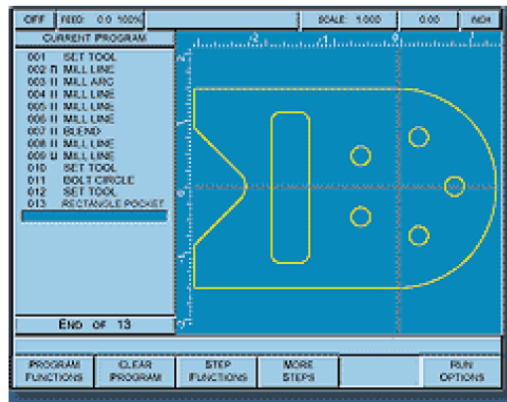 OFF FEED: 0.0 100% SCALE: 1.000 0.00 INCH
CURRENT PROGRAM
001 SET TOOL
002 MILL LINE
003 MILL ARC
004 MILL LINE
005 MILL LINE
006 MILL LINE
007 BLEND
008 MILL LINE
009 MILL LINE
010 SET TOOL
011 BOLT CIRCLE
012 SET TOOL
013 RECTANGLE POCKET
END OF 13
PROGRAM FUNCTIONS
CLEAR PROGRAM
STEP FUNCTIONS
MORE STEPS
RUN OPTIONS